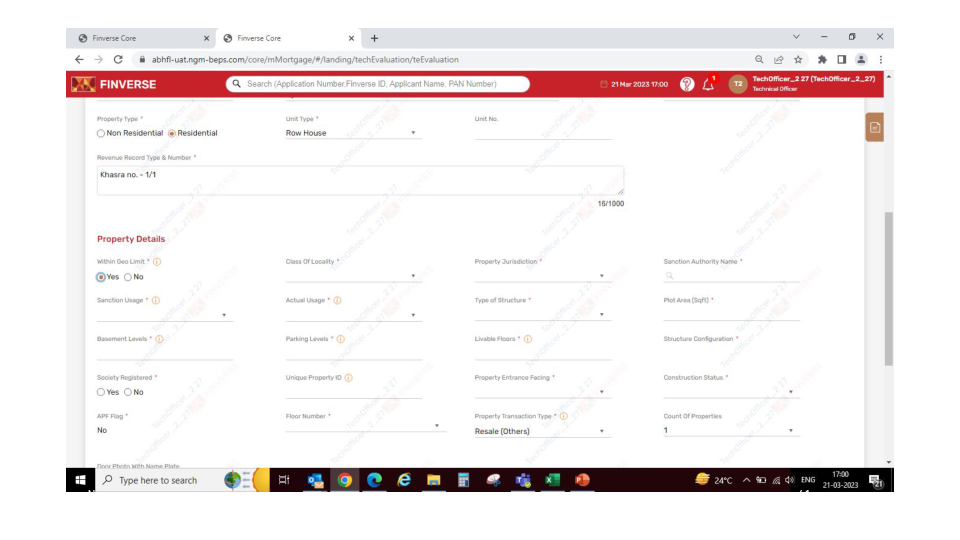 Finverse Core
Finverse Core
abhfl-uat.ngm-beps.com/core/mMortgage/#/landing/techEvaluation/teEvaluation
FINVERSE
Search (Application Number,Finverse ID, Applicant Name, PAN Number)
21 Mar 2023 17:00
1
T2
TechOfficer_2 27 (TechOfficer_2_27)
Technical Officer
Property Type *
Unit Type *
Unit No.
Non Residential
Residential
Row House
Revenue Record Type & Number *
Khasra no. - 1/1
16/1000
Property Details
Within Geo Limit *
Class Of Locality *
Property Jurisdiction *
Sanction Authority Name *
Yes
No
Sanction Usage *
Actual Usage *
Type of Structure *
Plot Area (Sqft) *
Basement Levels *
Parking Levels *
Livable Floors *
Structure Configuration *
Society Registered *
Unique Property ID
Property Entrance Facing *
Construction Status *
Yes
No
APF Flag *
Floor Number *
Property Transaction Type *
Count Of Properties
No
Resale (Others)
1
Door Photo With Name Plate
Type here to search
24°C
ENG
17:00
21-03-2023
21